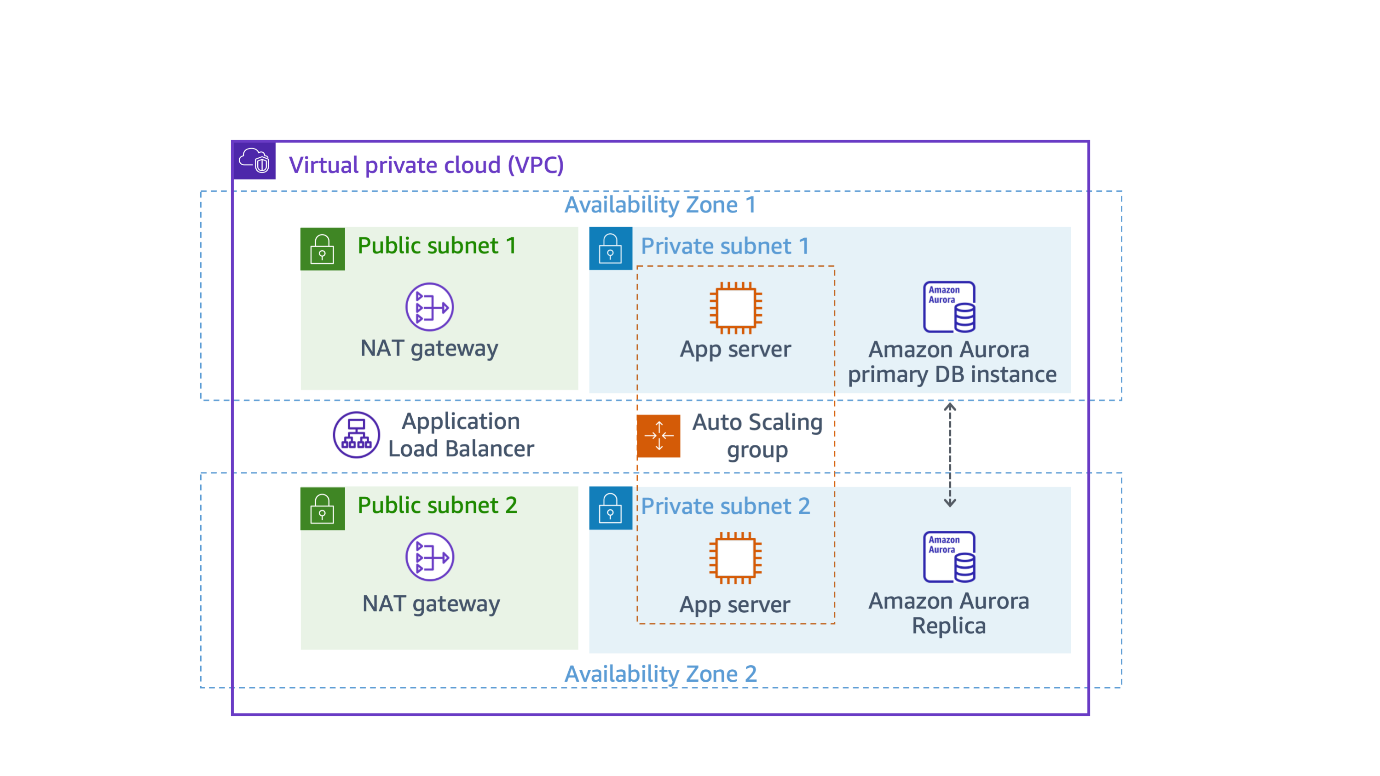 Virtual private cloud (VPC)
Availability Zone 1
Public subnet 1
Private subnet 1
Amazon
Aurora
NAT gateway
App server
Amazon Aurora
primary DB instance
Application
Load Balancer
Auto Scaling
group
Public subnet 2
Private subnet 2
Amazon
Aurora
NAT gateway
App server
Amazon Aurora
Replica
Availability Zone 2